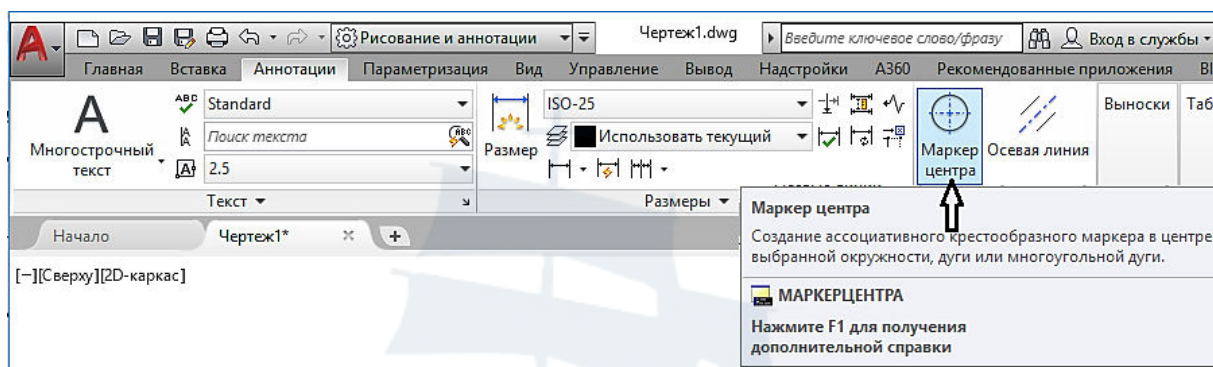 Рисование и аннотации
Чертеж1.dwg
Введите ключевое слово/фразу
Вход в службы
Главная Вставка Аннотации Параметризация Вид Управление Вывод Надстройки A360 Рекомендованные приложения
A
Многострочный текст
Standard
Поиск текста
2.5
Текст
Размер
ISO-25
Использовать текущий
Размеры
Маркер центра
Осевая линия
Выноски
Начало
Чертеж1*
[−][Сверху][2D-каркас]
Маркер центра
Создание ассоциативного крестообразного маркера в центре
выбранной окружности, дуги или многоугольной дуги.
МАРКЕРЦЕНТРА
Нажмите F1 для получения
дополнительной справки